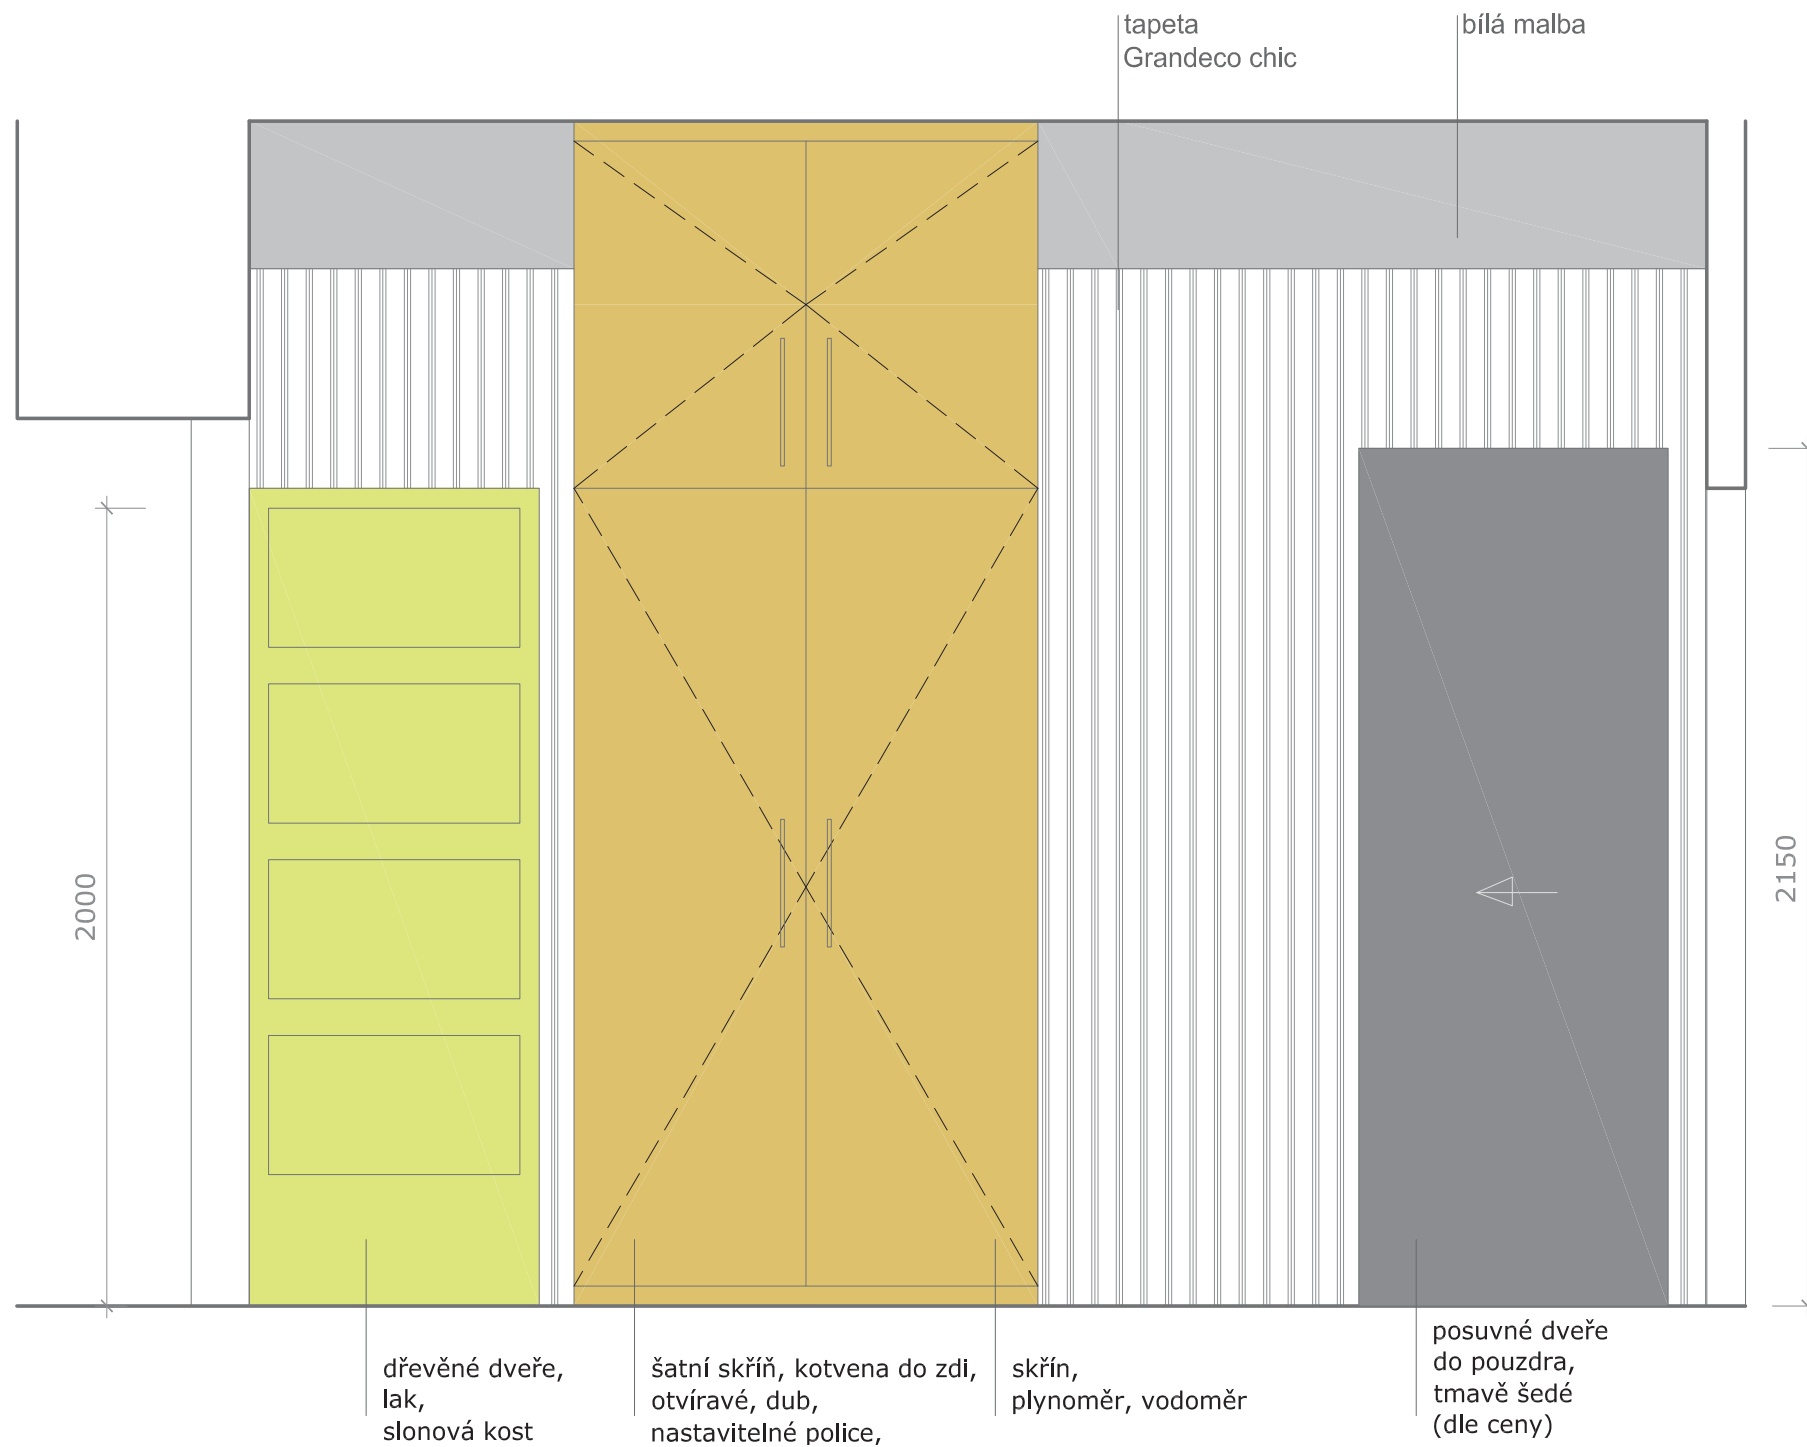 tapeta
Grandeco chic
bílá malba
2000
2150
dřevěné dveře,
lak,
slonová kost
šatní skříň, kotvena do zdi,
otvíravé, dub,
nastavitelné police,
skřín,
plynoměr, vodoměr
posuvné dveře
do pouzdra,
tmavě šedé
(dle ceny)